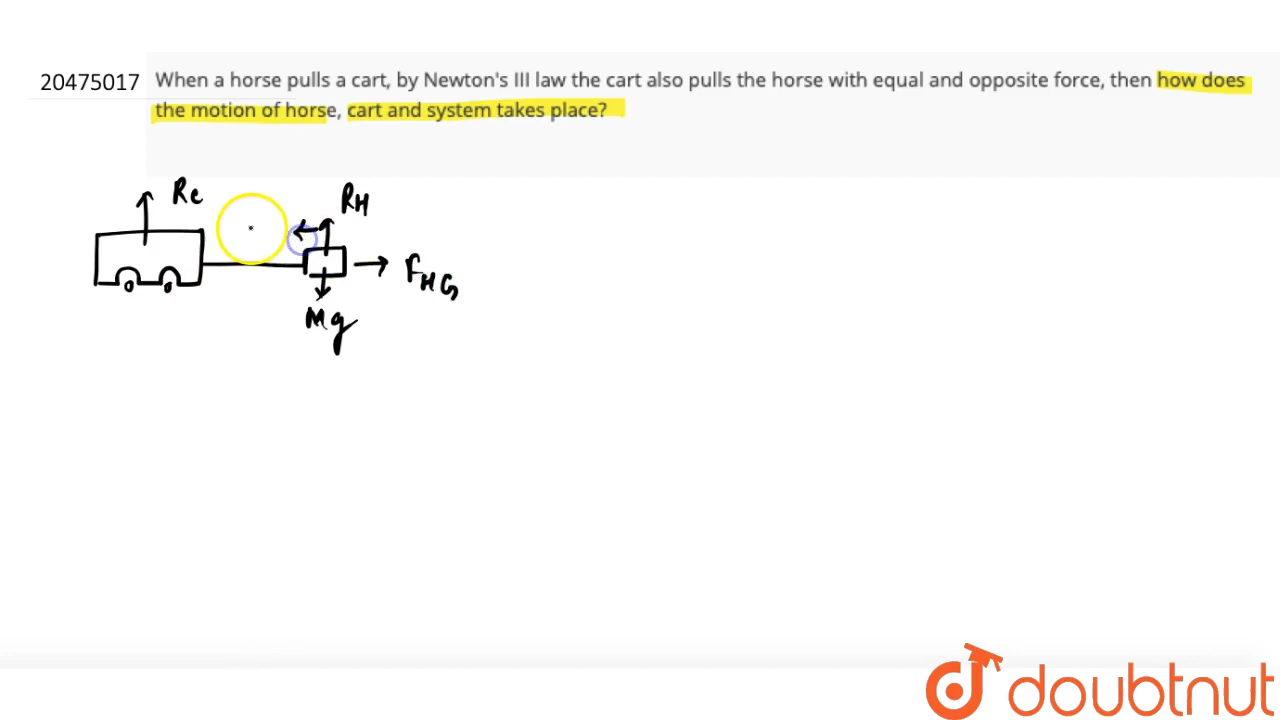 20475017 When a horse pulls a cart, by Newton's III law the cart also pulls the horse with equal and opposite force, then how does
the motion of horse, cart and system takes place?
Rc
RH
FHG
Mg
doubtnut